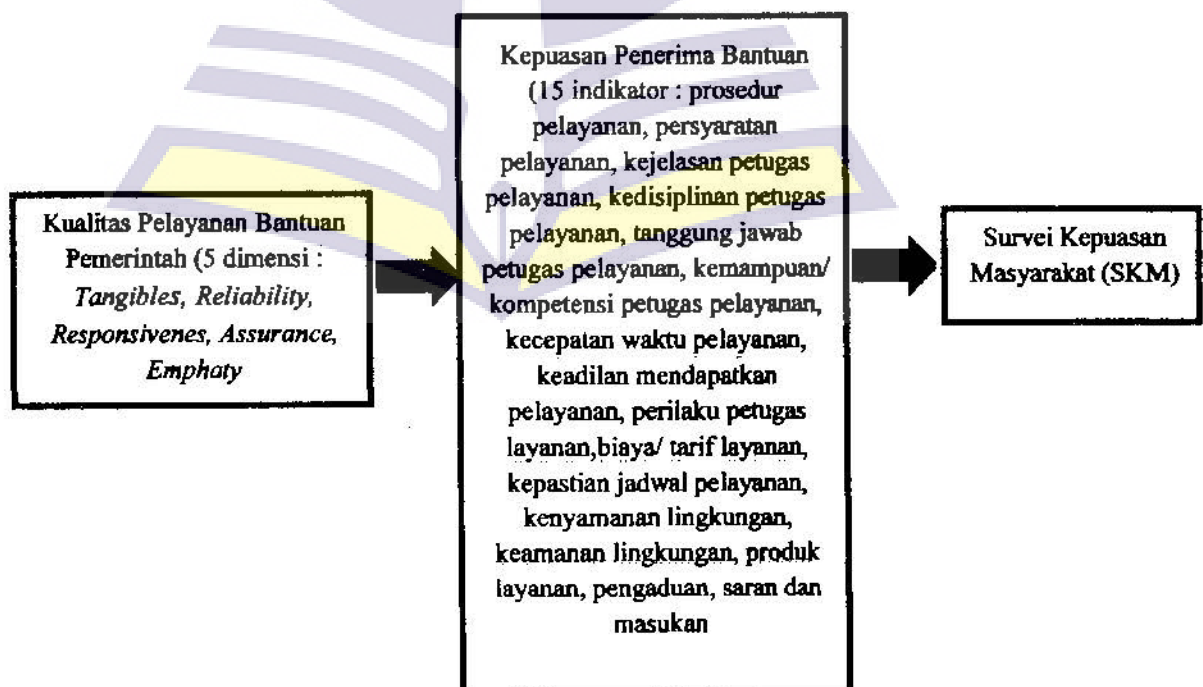 Kualitas Pelayanan Bantuan
Pemerintah (5 dimensi :
Tangibles, Reliability,
Responsivenes, Assurance,
Emphaty
Kepuasan Penerima Bantuan
(15 indikator : prosedur
pelayanan, persyaratan
pelayanan, kejelasan petugas
pelayanan, kedisiplinan petugas
pelayanan, tanggung jawab
petugas pelayanan, kemampuan/
kompetensi petugas pelayanan,
kecepatan waktu pelayanan,
keadilan mendapatkan
pelayanan, perilaku petugas
layanan,biaya/ tarif layanan,
kepastian jadwal pelayanan,
kenyamanan lingkungan,
keamanan lingkungan, produk
layanan, pengaduan, saran dan
masukan
Survei Kepuasan
Masyarakat (SKM)